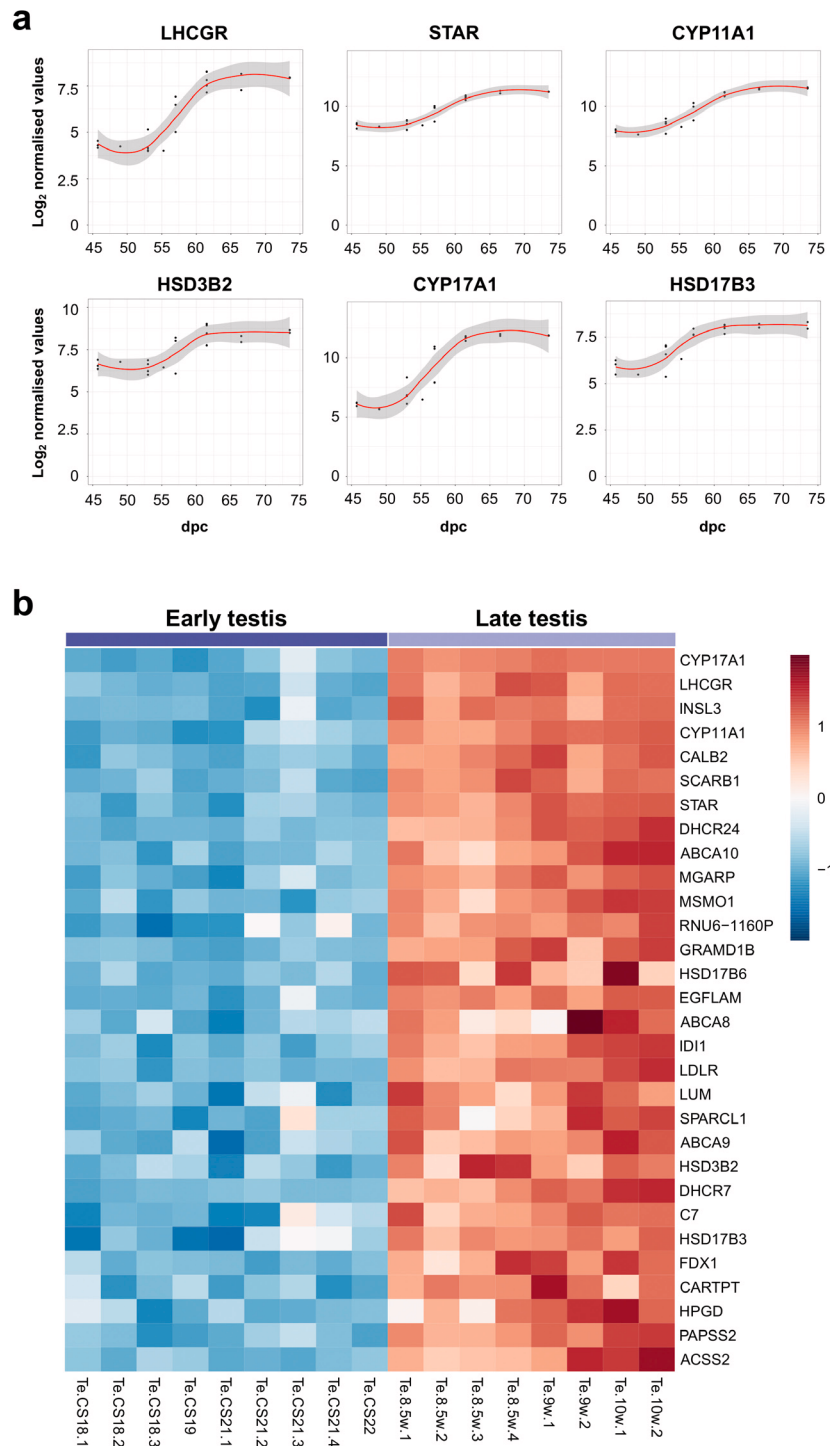 a
LHCGR
STAR
CYP11A1
Log2 normalised values
7.5
5
2.5
0
10
5
0
10
5
0
45 50 55 60 65 70 75
45 50 55 60 65 70 75
45 50 55 60 65 70 75
HSD3B2
CYP17A1
HSD17B3
Log2 normalised values
10
7.5
5
2.5
0
10
5
0
7.5
5
2.5
0
45 50 55 60 65 70 75
45 50 55 60 65 70 75
45 50 55 60 65 70 75
dpc
dpc
dpc
b
Early testis
Late testis
CYP17A1
LHCGR
INSL3
CYP11A1
CALB2
SCARB1
STAR
DHCR24
ABCA10
MGARP
MSMO1
RNU6−1160P
GRAMD1B
HSD17B6
EGFLAM
ABCA8
IDI1
LDLR
LUM
SPARCL1
ABCA9
HSD3B2
DHCR7
C7
HSD17B3
FDX1
CARTPT
HPGD
PAPSS2
ACSS2
1
0
−1
Te.CS18.1
Te.CS18.2
Te.CS18.3
Te.CS19
Te.CS21.1
Te.CS21.2
Te.CS21.3
Te.CS21.4
Te.CS22
Te.8.5w.1
Te.8.5w.2
Te.8.5w.3
Te.8.5w.4
Te.9w.1
Te.9w.2
Te.10w.1
Te.10w.2